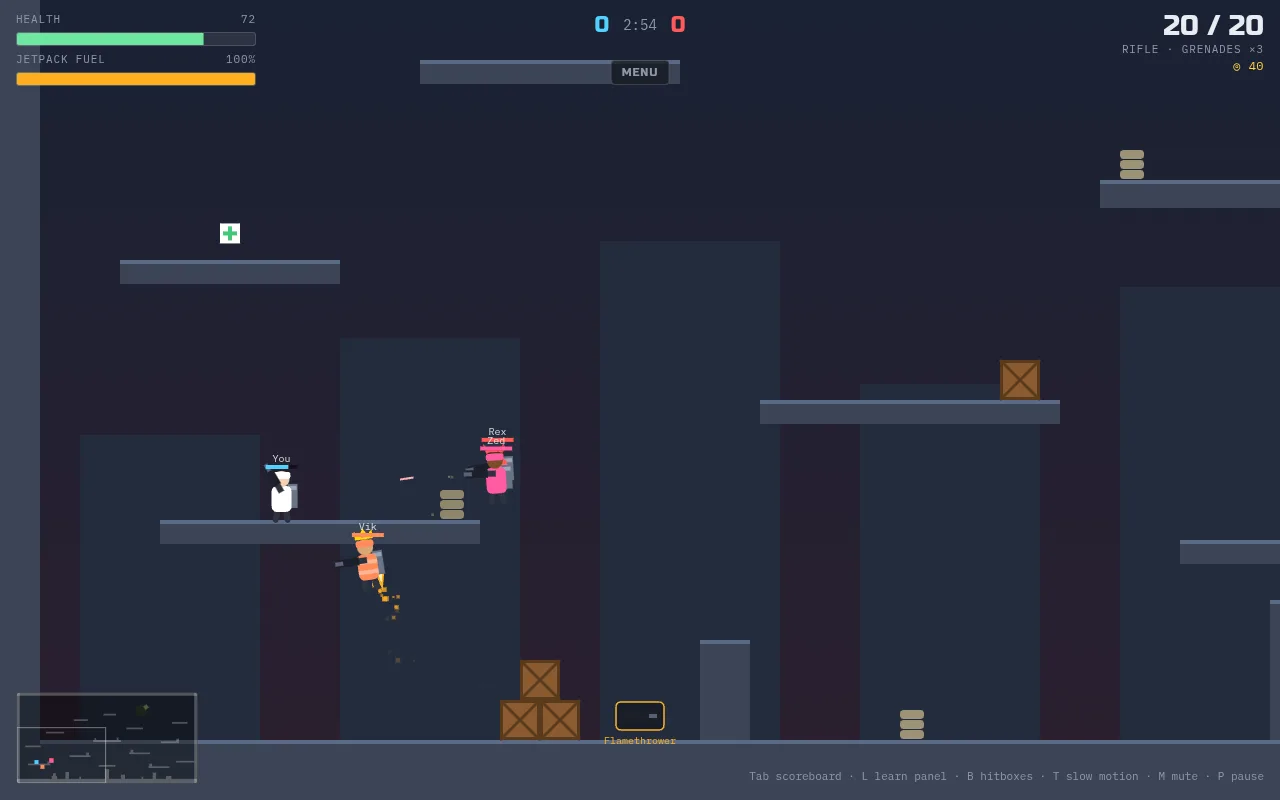 HEALTH 72
JETPACK FUEL 100%
0 2:54 0
MENU
20 / 20
RIFLE · GRENADES ×3
◎ 40
Rex
Zed
You
Vik
Flamethrower
Tab scoreboard · L learn panel · B hitboxes · T slow motion · M mute · P pause